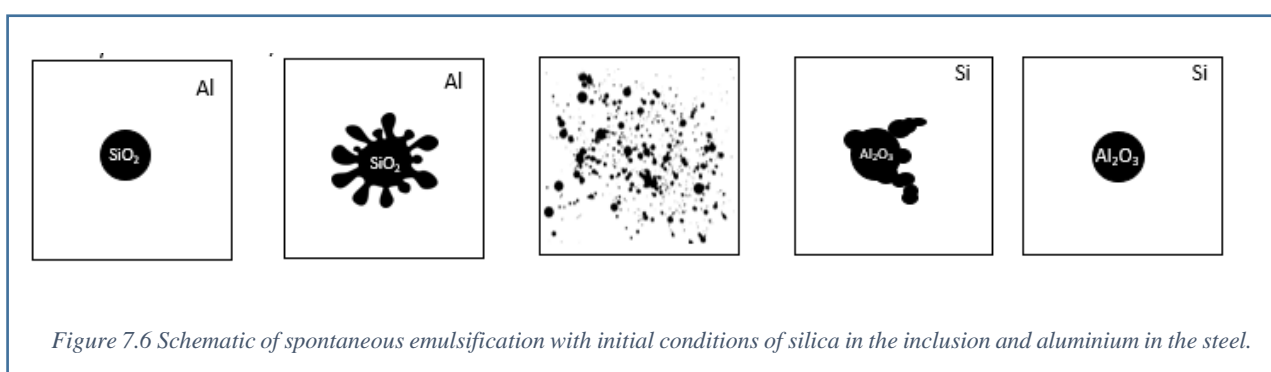 Al
SiO₂
Al
SiO₂
Si
Al₂O₃
Si
Al₂O₃
Figure 7.6 Schematic of spontaneous emulsification with initial conditions of silica in the inclusion and aluminium in the steel.